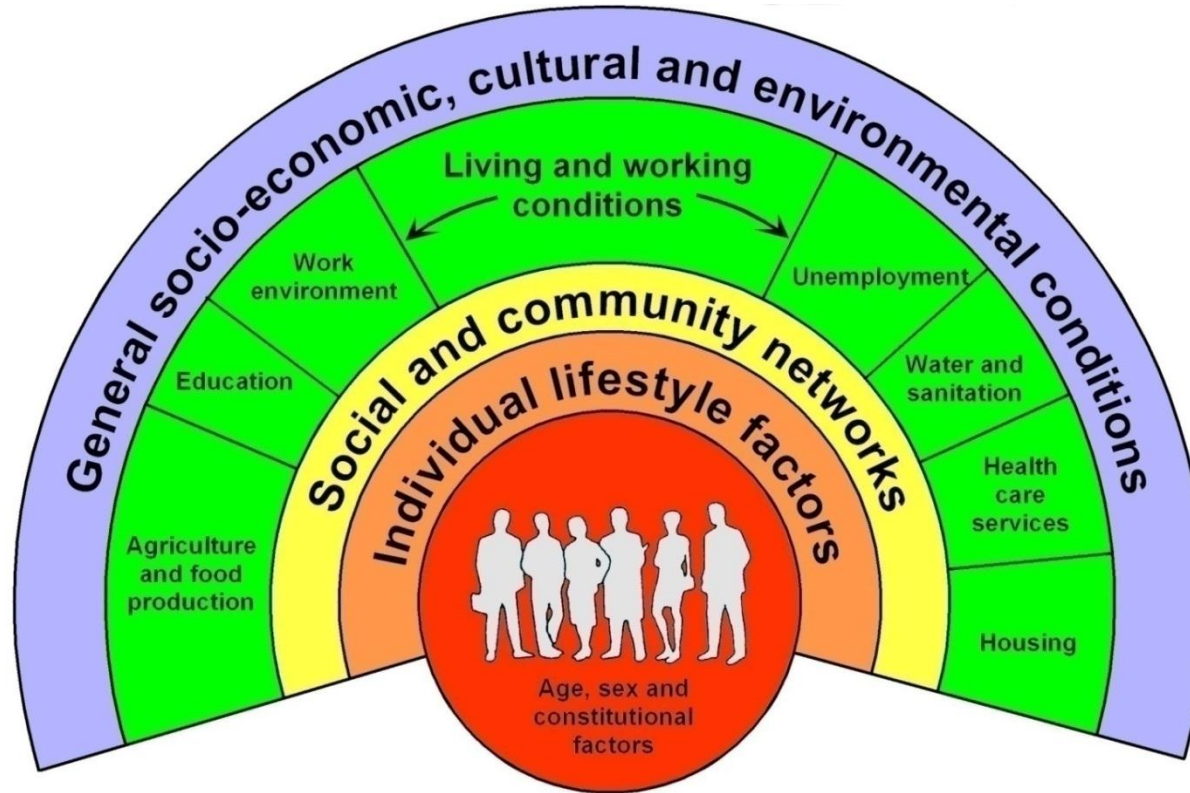 General socio-economic, cultural and environmental conditions
Living and working
conditions
Work
environment
Unemployment
Education
Water and
sanitation
Agriculture
and food
production
Health
care
services
Housing
Social and community networks
Individual lifestyle factors
Age, sex and
constitutional
factors